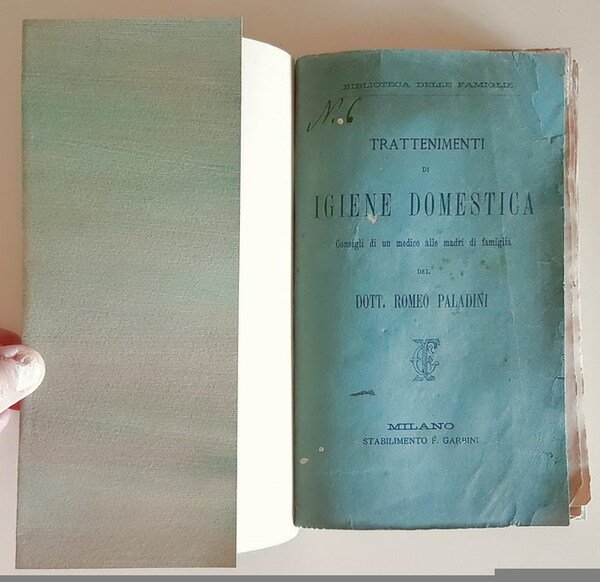 BIBLIOTECA DELLE FAMIGLIE
N. 6
TRATTENIMENTI
DI
IGIENE DOMESTICA
Consigli di un medico alle madri di famiglia
DEL
DOTT. ROMEO PALADINI
MILANO
STABILIMENTO F. GARBINI